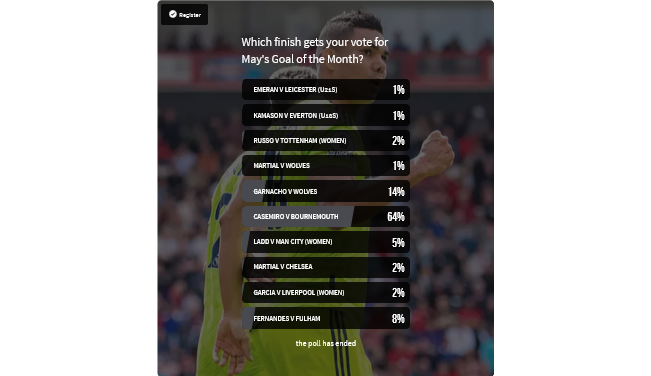 Register
Which finish gets your vote for
May's Goal of the Month?
EMERAN V LEICESTER (U21S) 1%
KAMASON V EVERTON (U18S) 1%
RUSSO V TOTTENHAM (WOMEN) 2%
MARTIAL V WOLVES 1%
GARNACHO V WOLVES 14%
CASEMIRO V BOURNEMOUTH 64%
LADD V MAN CITY (WOMEN) 5%
MARTIAL V CHELSEA 2%
GARCIA V LIVERPOOL (WOMEN) 2%
FERNANDES V FULHAM 8%
the poll has ended